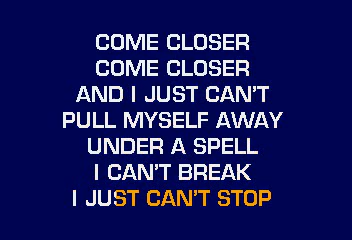 COME CLOSER
COME CLOSER
AND I JUST CAN'T
PULL MYSELF AWAY
UNDER A SPELL
I CAN'T BREAK
I JUST CAN'T STOP